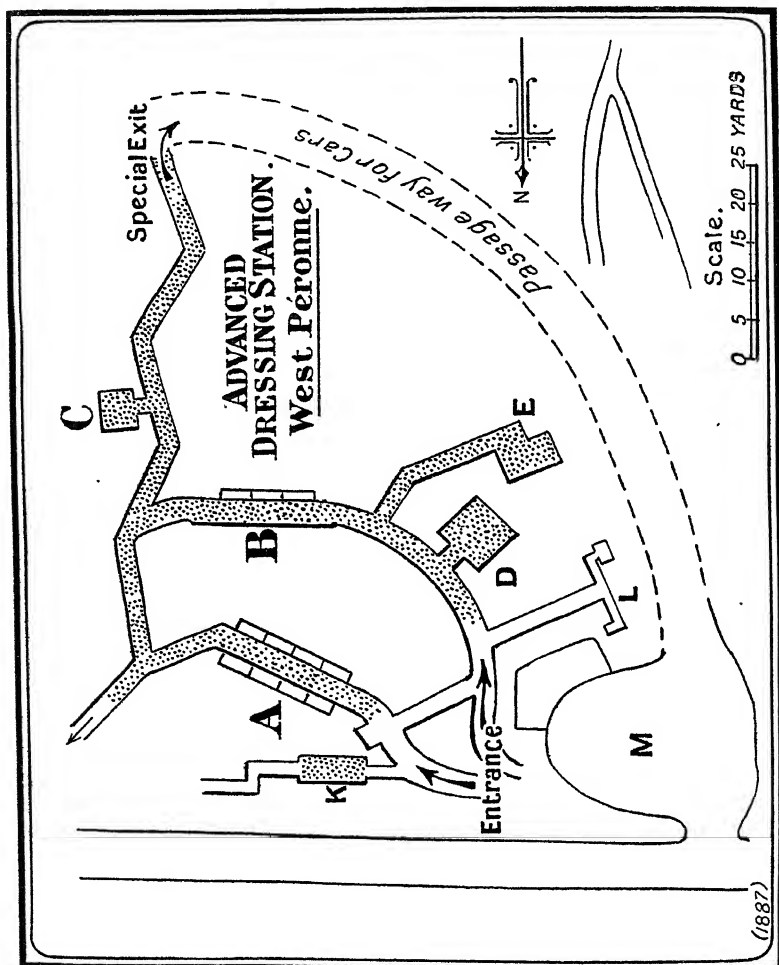 ADVANCED
DRESSING STATION.
West Péronne.
Special Exit
Passage way for Cars
N
Scale.
0 5 10 15 20 25 YARDS
A
B
C
D
E
K
L
M
Entrance
(1887)